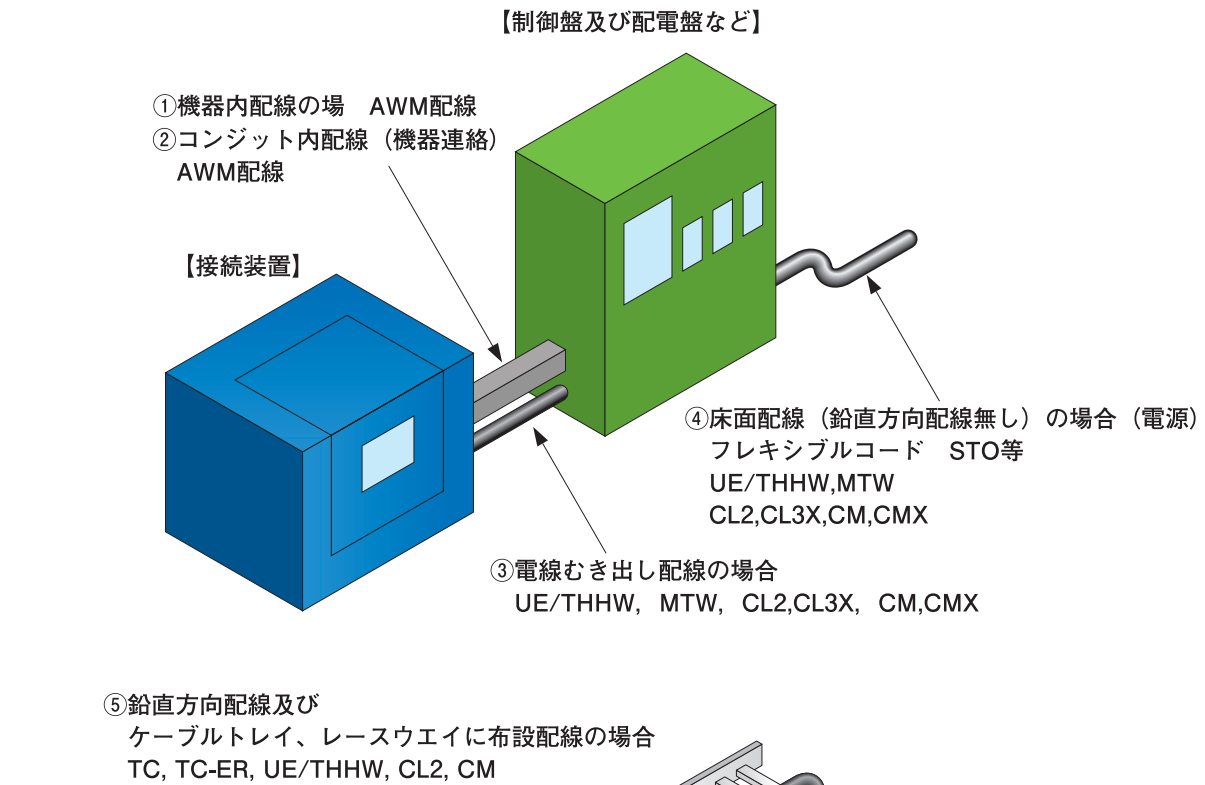 【制御盤及び配電盤など】
①機器内配線の場　AWM配線
②コンジット内配線（機器連絡）
AWM配線
【接続装置】
④床面配線（鉛直方向配線無し）の場合（電源）
フレキシブルコード　STO等
UE/THHW,MTW
CL2,CL3X,CM,CMX
③電線むき出し配線の場合
UE/THHW,　MTW,　CL2,CL3X,　CM,CMX
⑤鉛直方向配線及び
ケーブルトレイ、レースウエイに布設配線の場合
TC, TC-ER, UE/THHW, CL2, CM